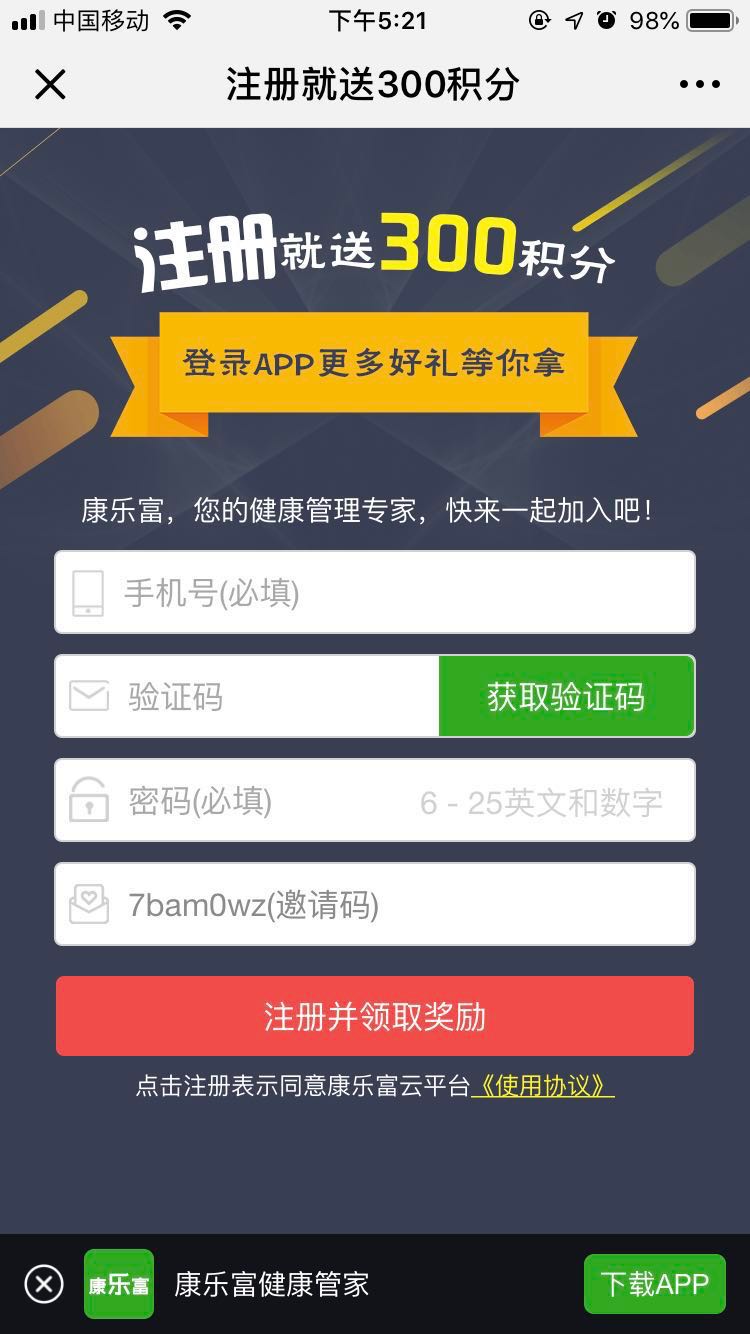 中国移动 下午5:21 98%
注册就送300积分
注册就送300积分
登录APP更多好礼等你拿
康乐富，您的健康管理专家，快来一起加入吧！
手机号(必填)
验证码 获取验证码
密码(必填) 6 - 25英文和数字
7bam0wz(邀请码)
注册并领取奖励
点击注册表示同意康乐富云平台《使用协议》
康乐富 康乐富健康管家 下载APP